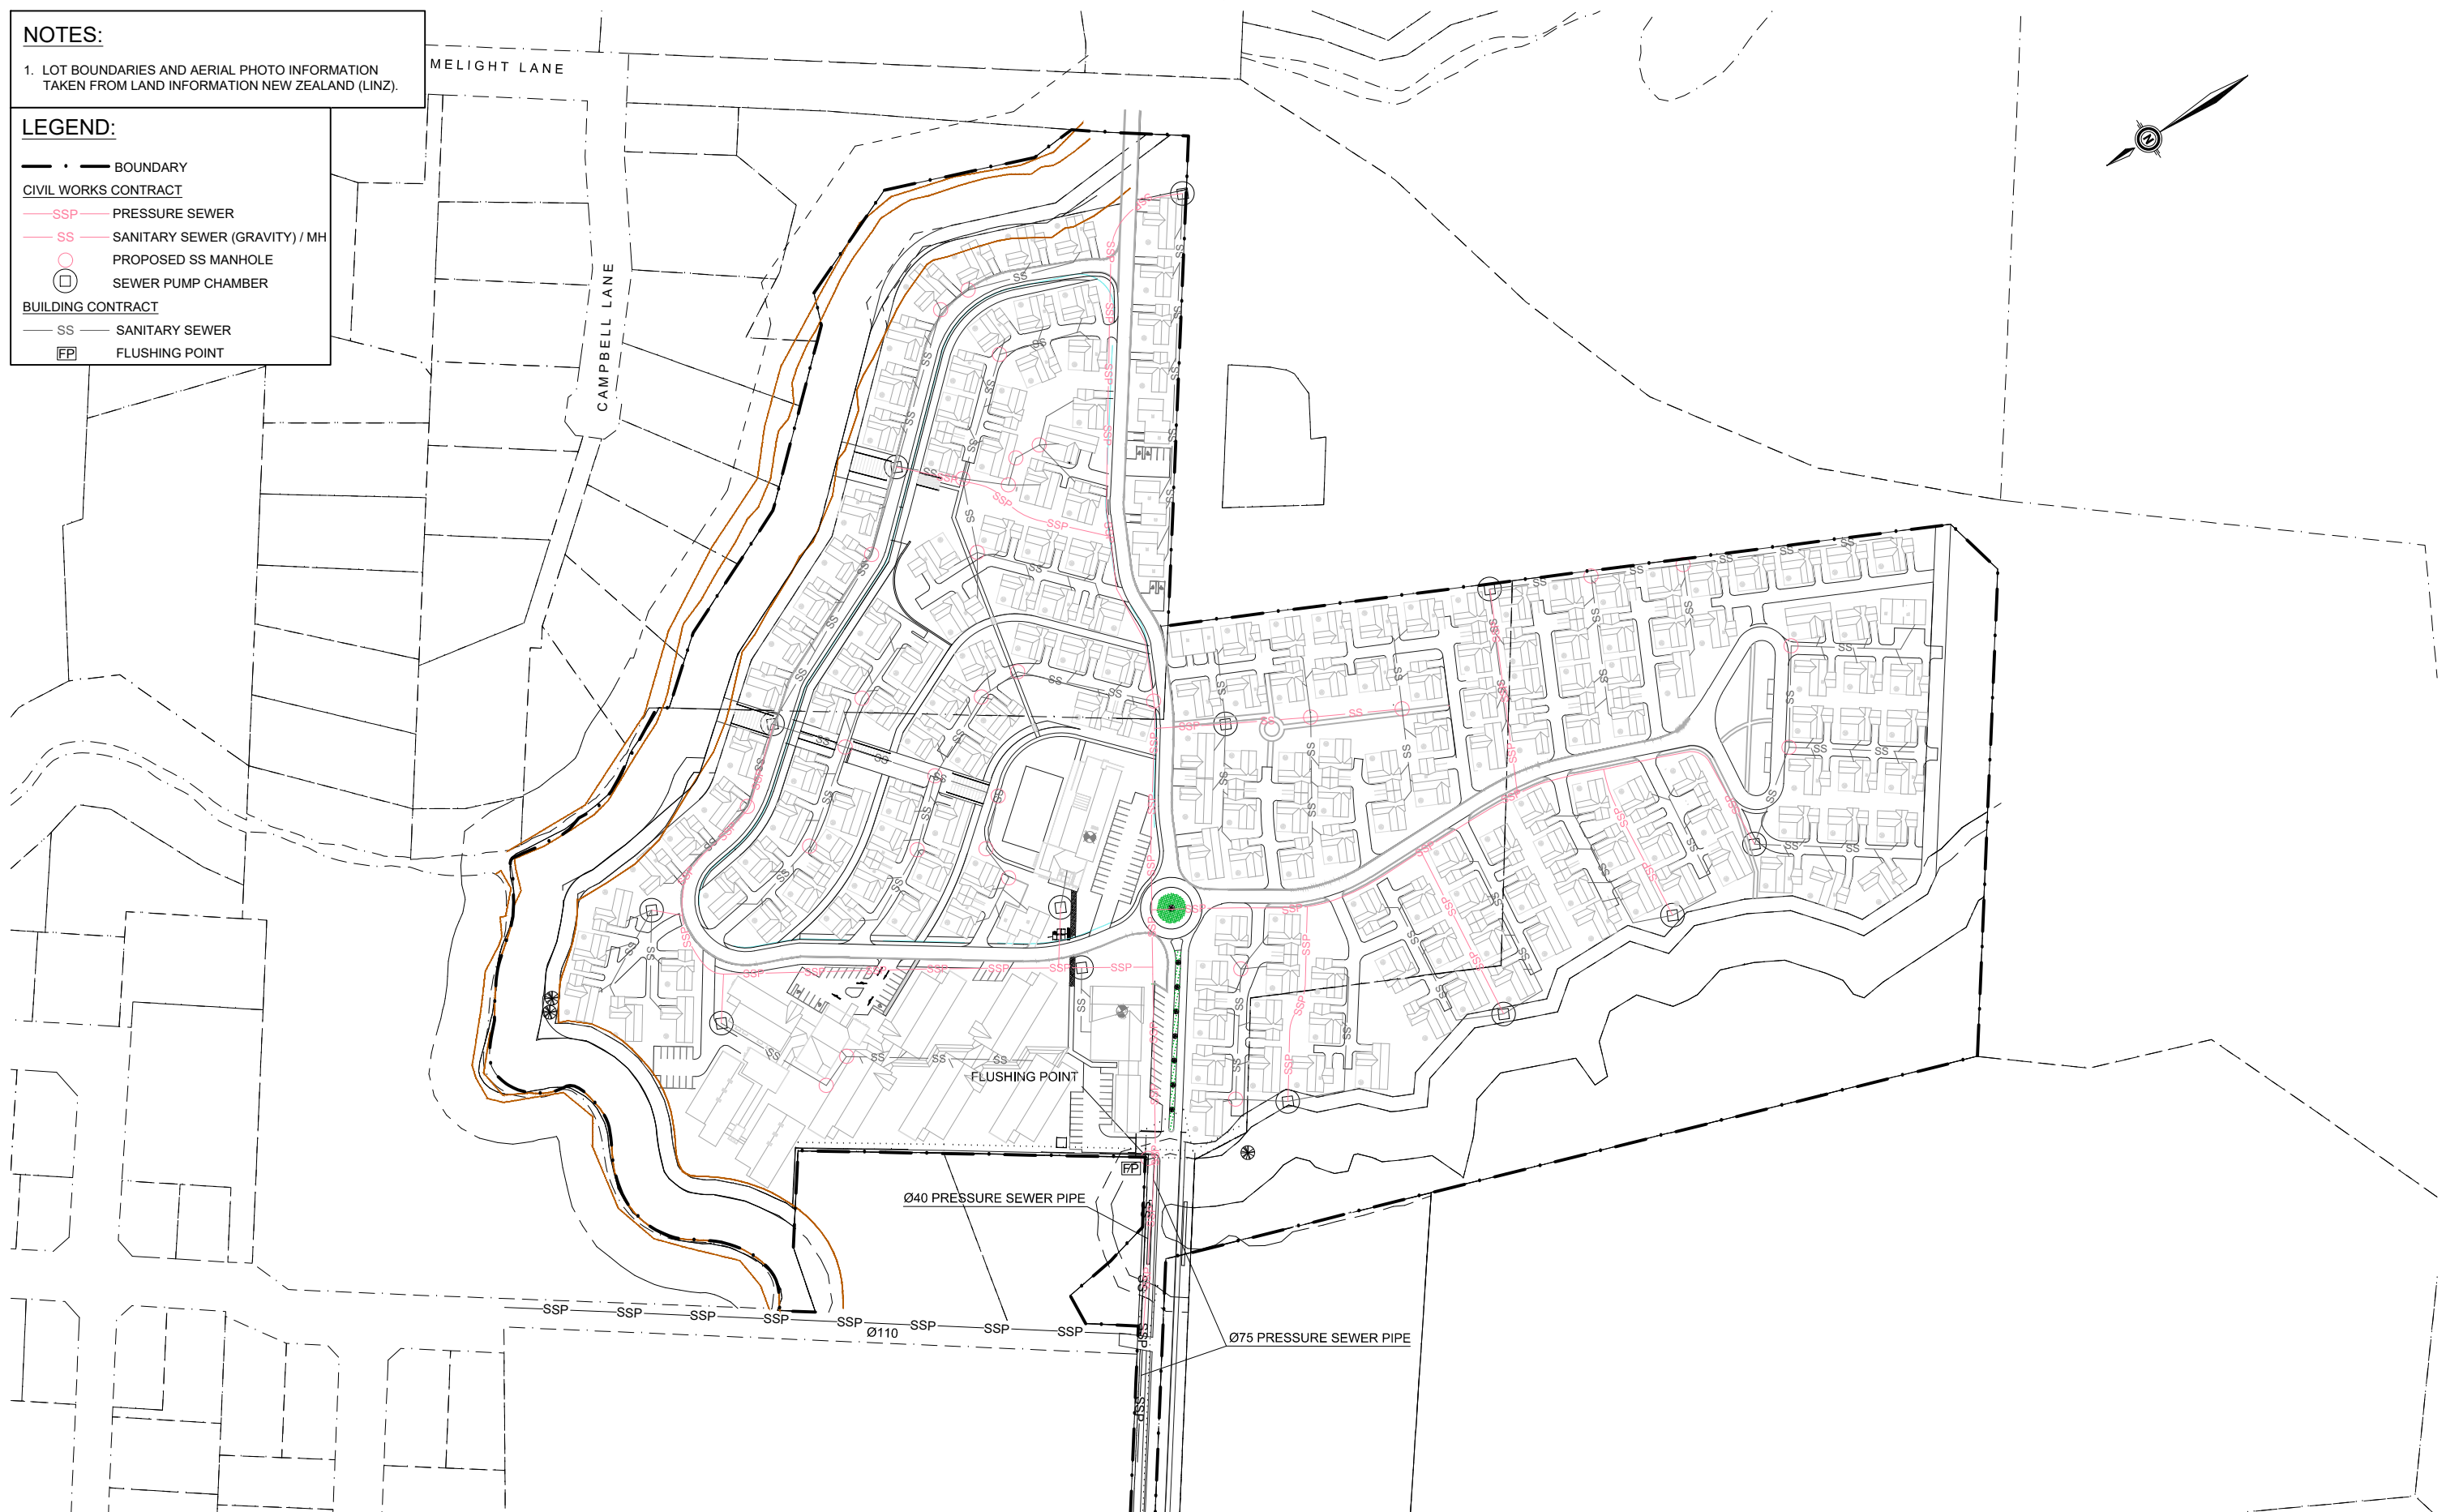 NOTES:
1. LOT BOUNDARIES AND AERIAL PHOTO INFORMATION
TAKEN FROM LAND INFORMATION NEW ZEALAND (LINZ).
MELIGHT LANE
LEGEND:
BOUNDARY
CIVIL WORKS CONTRACT
SSP PRESSURE SEWER
SS SANITARY SEWER (GRAVITY) / MH
PROPOSED SS MANHOLE
SEWER PUMP CHAMBER
BUILDING CONTRACT
SS SANITARY SEWER
FP FLUSHING POINT
CAMPBELL LANE
N
FLUSHING POINT
FP
Ø40 PRESSURE SEWER PIPE
SSP SSP SSP SSP SSP SSP SSP SSP
Ø110
Ø75 PRESSURE SEWER PIPE
SSP